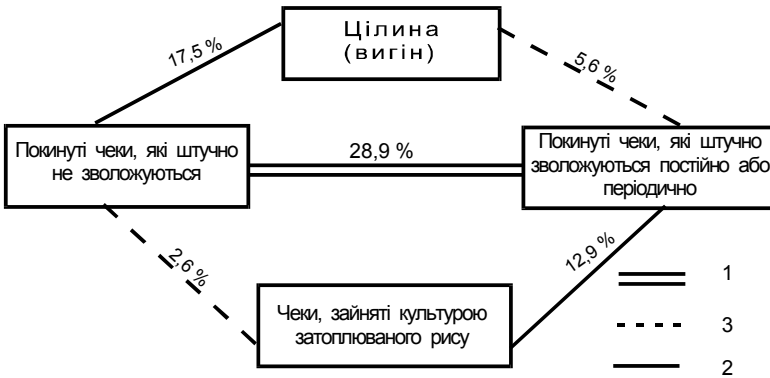 Цілина
(вигін)
17,5 %
5,6 %
Покинуті чеки, які штучно
не зволожуються
28,9 %
Покинуті чеки, які штучно
зволожуються постійно або
періодично
2,6 %
12,9 %
Чеки, зайняті культурою
затоплюваного рису
1
3
2